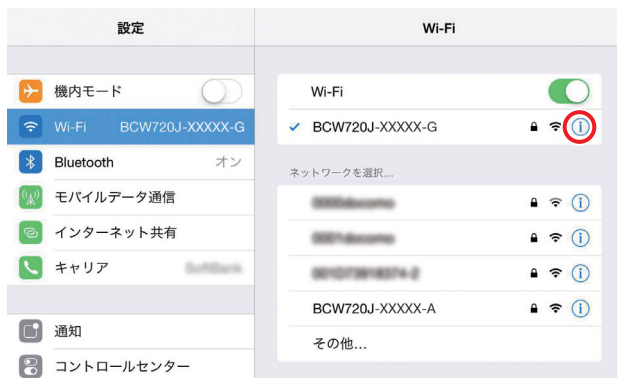 設定
機内モード
Wi-Fi BCW720J-XXXXX-G
Bluetooth オン
モバイルデータ通信
インターネット共有
キャリア
通知
コントロールセンター
Wi-Fi
Wi-Fi
BCW720J-XXXXX-G
ネットワークを選択...
BCW720J-XXXXX-A
その他...